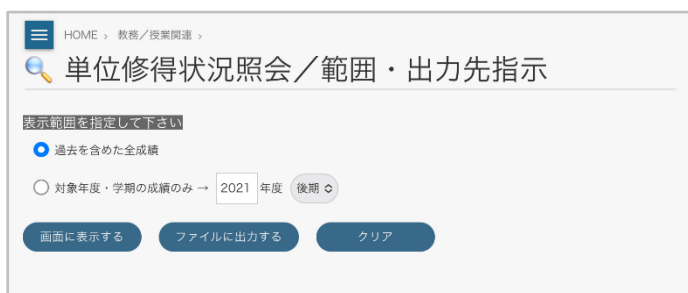 HOME › 教務／授業関連 ›
単位修得状況照会／範囲・出力先指示
表示範囲を指定して下さい
過去を含めた全成績
対象年度・学期の成績のみ → 2021 年度 後期
画面に表示する ファイルに出力する クリア